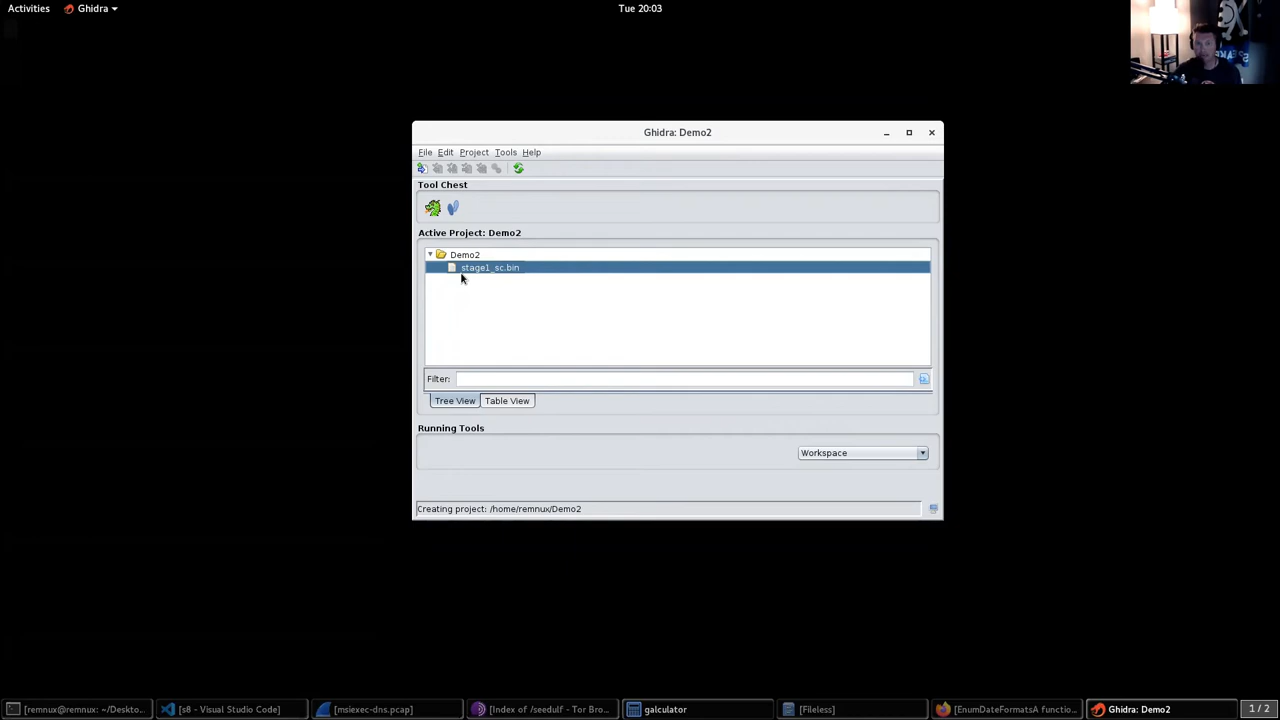 Activities Ghidra Tue 20:03
Ghidra: Demo2
File Edit Project Tools Help
Tool Chest
Active Project: Demo2
Demo2
stage1_sc.bin
Filter:
Tree View Table View
Running Tools
Workspace
Creating project: /home/remnux/Demo2
[remnux@remnux: ~/Deskto... [s8 - Visual Studio Code] [msiexec-dns.pcap] [Index of /seedulf — Tor Bro... galculator [Fileless] [EnumDateFormatsA functio... Ghidra: Demo2 1 / 2